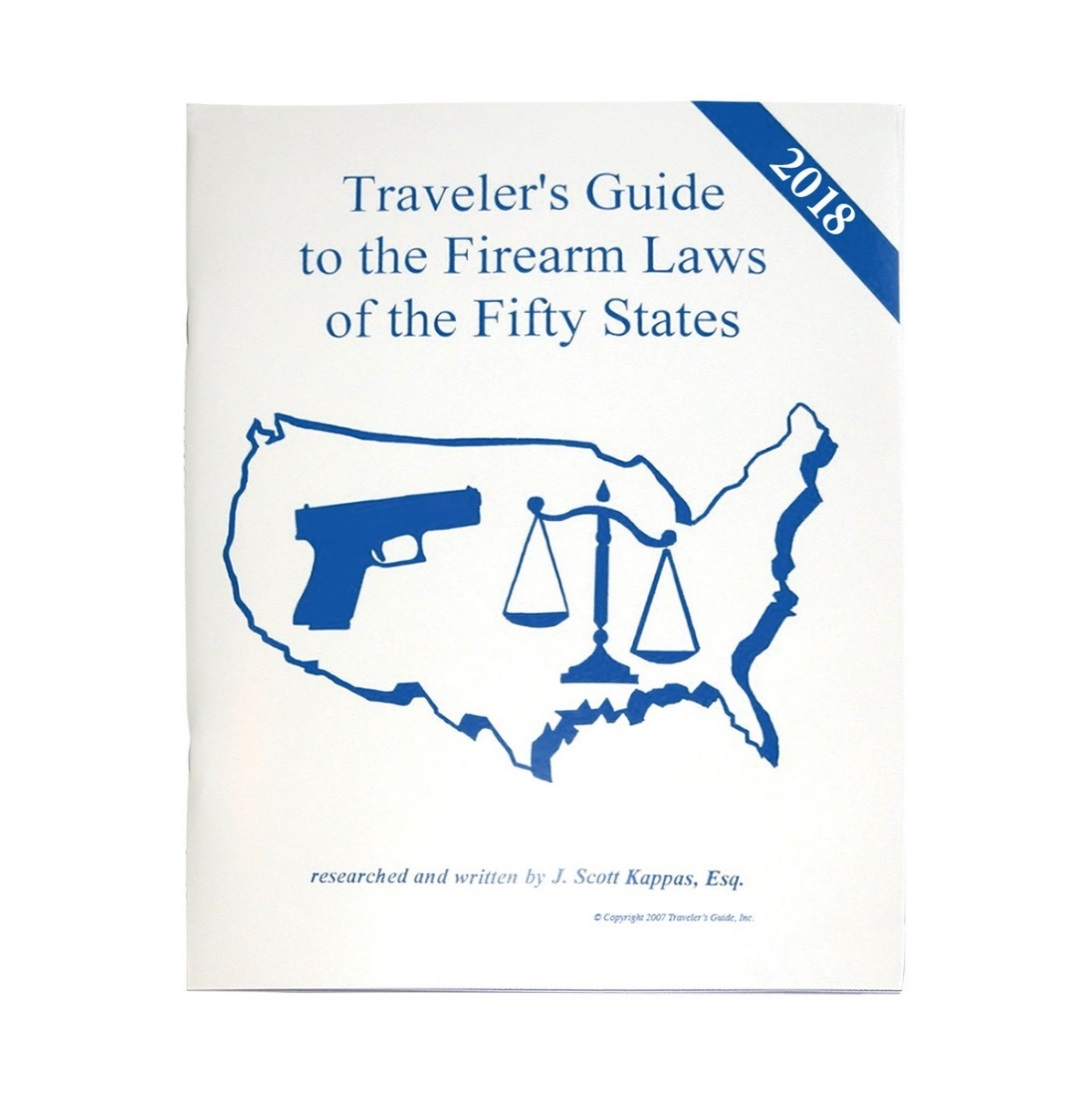 2018
Traveler's Guide
to the Firearm Laws
of the Fifty States
researched and written by J. Scott Kappas, Esq.
© Copyright 2007 Traveler's Guide, Inc.